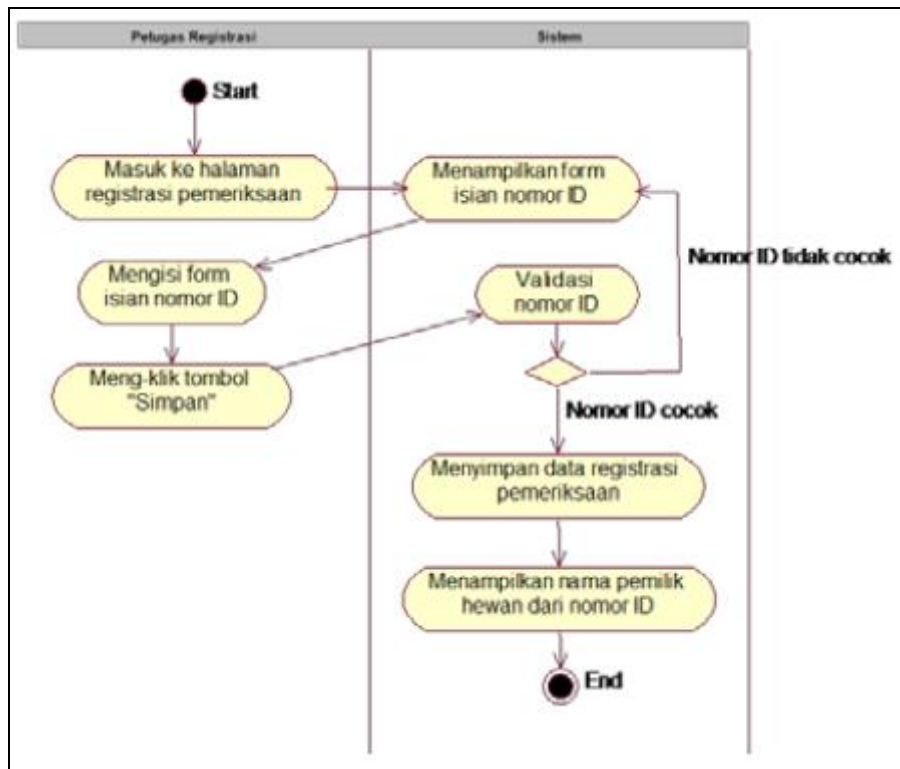 Petugas Registrasi
Sistem
Start
Masuk ke halaman
registrasi pemeriksaan
Menampilkan form
isian nomor ID
Nomor ID tidak cocok
Mengisi form
isian nomor ID
Validasi
nomor ID
Meng-klik tombol
"Simpan"
Nomor ID cocok
Menyimpan data registrasi
pemeriksaan
Menampilkan nama pemilik
hewan dari nomor ID
End